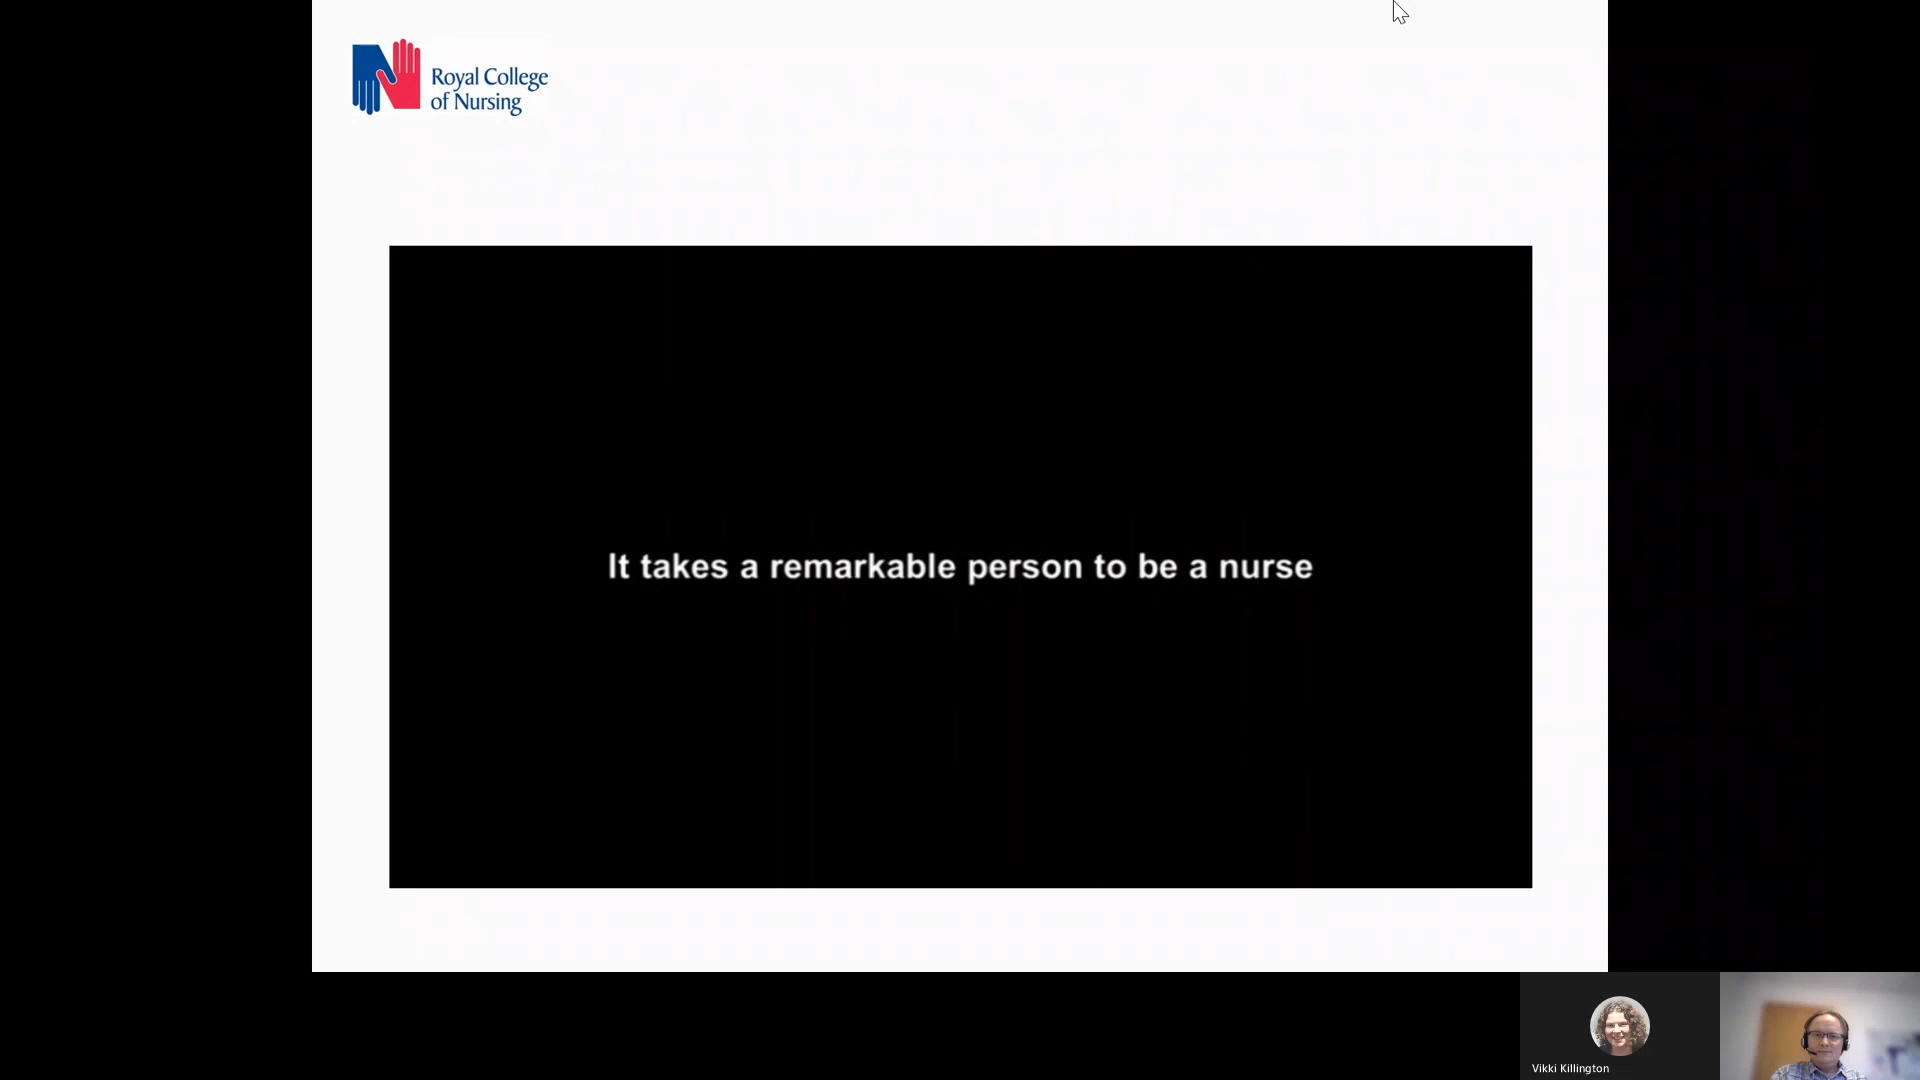 Royal College
of Nursing
It takes a remarkable person to be a nurse
Vikki Killington